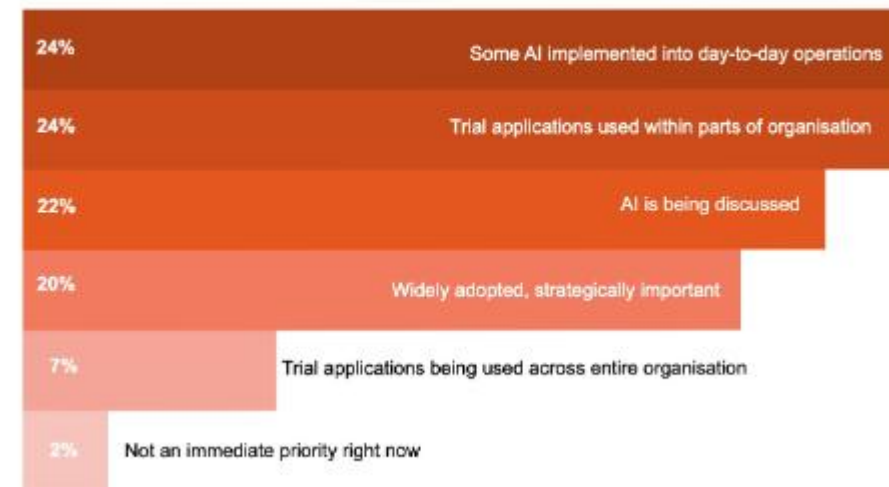 24% Some AI implemented into day-to-day operations
24% Trial applications used within parts of organisation
22% AI is being discussed
20% Widely adopted, strategically important
7% Trial applications being used across entire organisation
2% Not an immediate priority right now